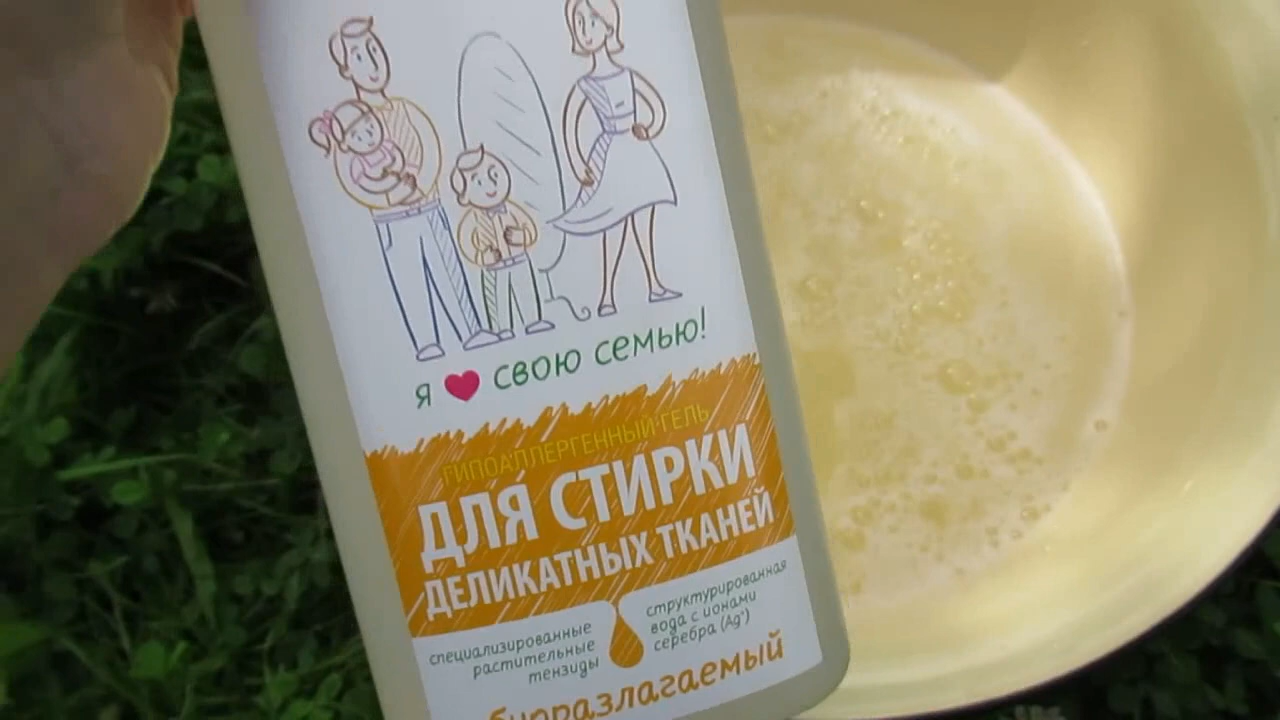 я ❤ свою семью!
ГИПОАЛЛЕРГЕННЫЙ ГЕЛЬ
ДЛЯ СТИРКИ
ДЕЛИКАТНЫХ ТКАНЕЙ
специализированные
растительные
тензиды
структурированная
вода с ионами
серебра (Ag⁺)
биоразлагаемый